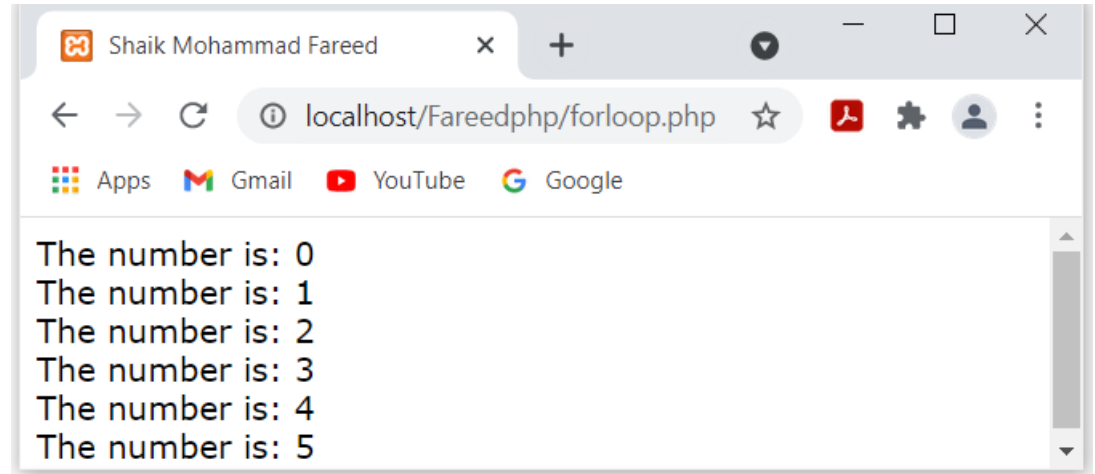 Shaik Mohammad Fareed
localhost/Fareedphp/forloop.php
Apps Gmail YouTube G Google
The number is: 0
The number is: 1
The number is: 2
The number is: 3
The number is: 4
The number is: 5